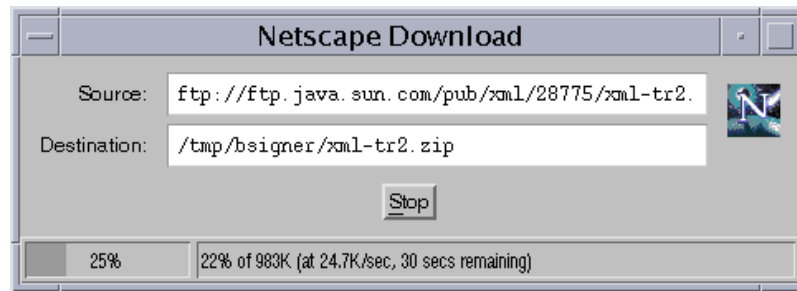 Netscape Download
Source: ftp://ftp.java.sun.com/pub/xml/28775/xml-tr2.
Destination: /tmp/bsigner/xml-tr2.zip
N
Stop
25% 22% of 983K (at 24.7K/sec, 30 secs remaining)